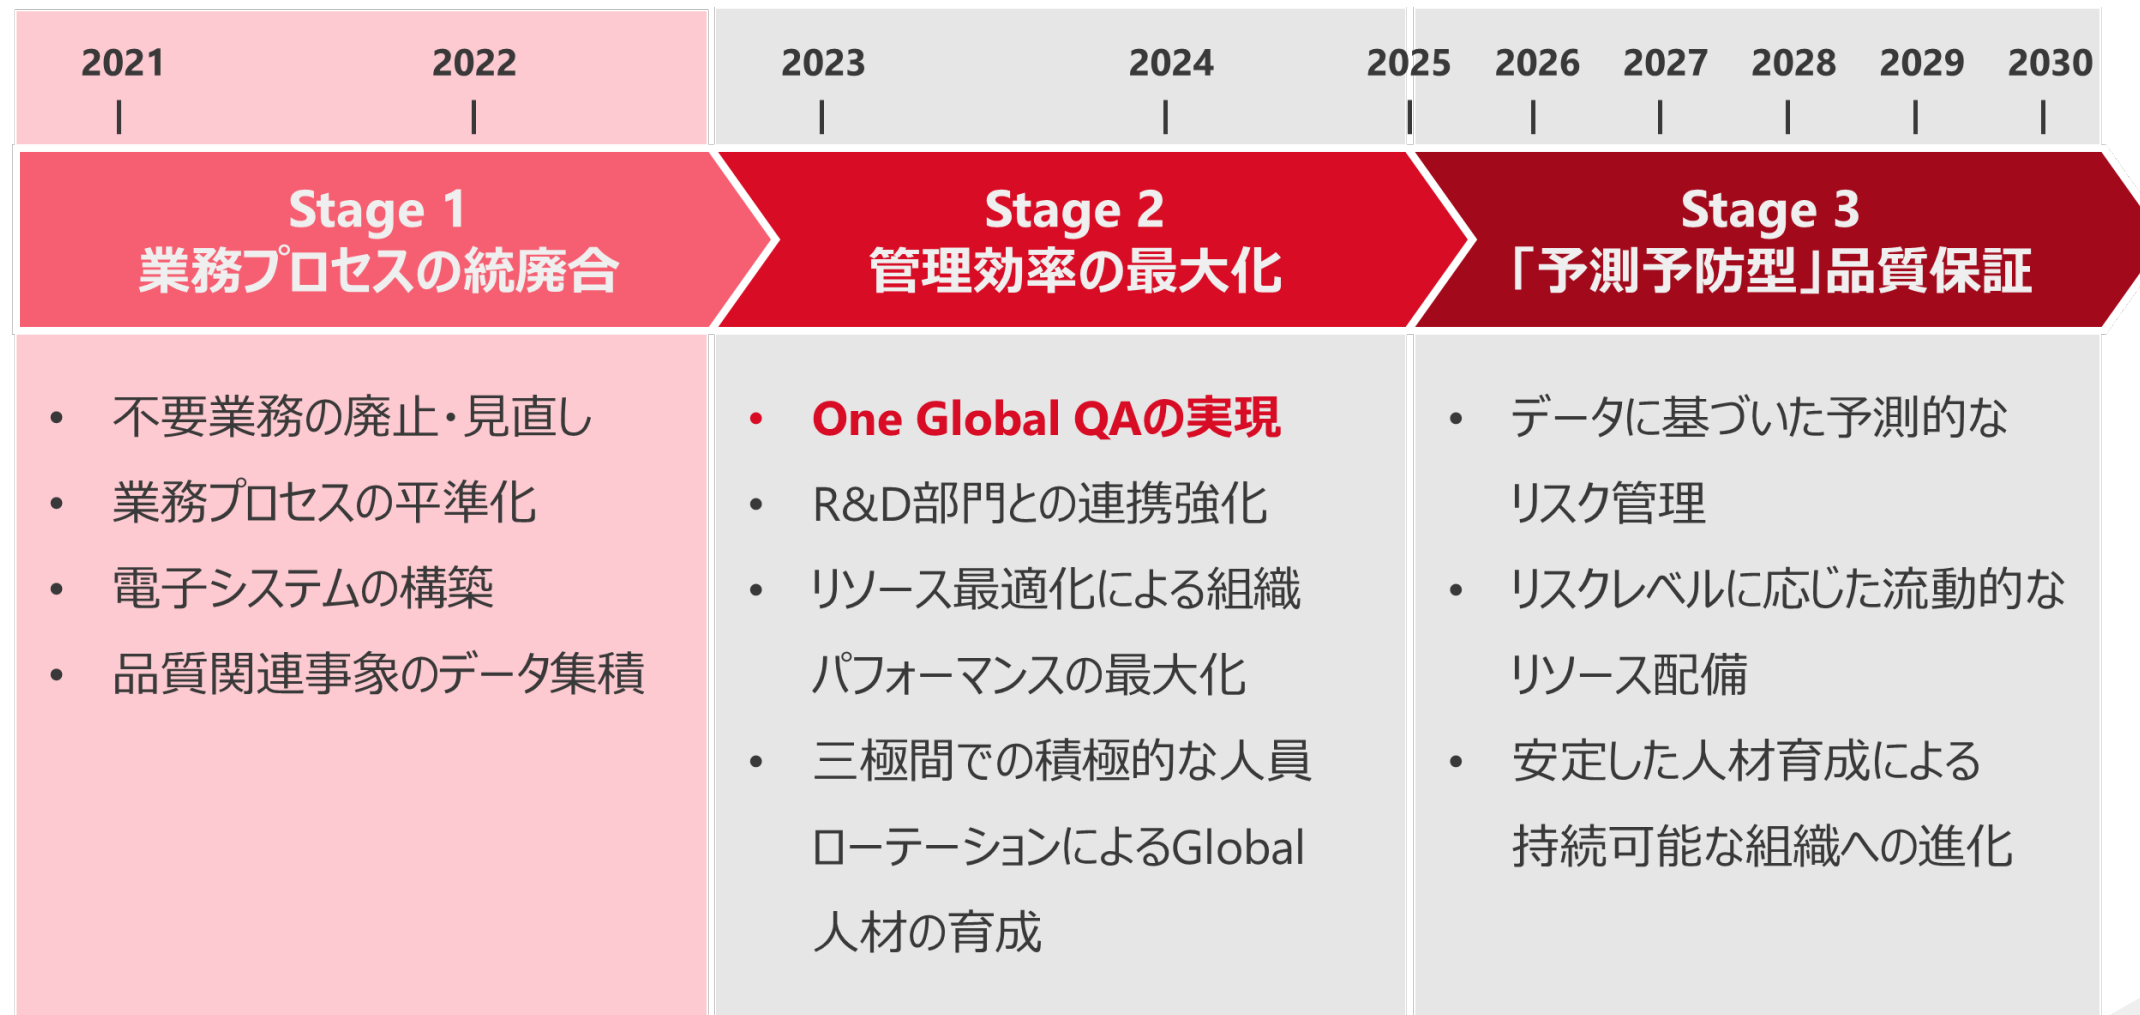 2021 2022 2023 2024 2025 2026 2027 2028 2029 2030
Stage 1
業務プロセスの統廃合
Stage 2
管理効率の最大化
Stage 3
「予測予防型」品質保証
• 不要業務の廃止・見直し
• 業務プロセスの平準化
• 電子システムの構築
• 品質関連事象のデータ集積
• One Global QAの実現
• R&D部門との連携強化
• リソース最適化による組織
パフォーマンスの最大化
• 三極間での積極的な人員
ローテーションによるGlobal
人材の育成
• データに基づいた予測的な
リスク管理
• リスクレベルに応じた流動的な
リソース配備
• 安定した人材育成による
持続可能な組織への進化